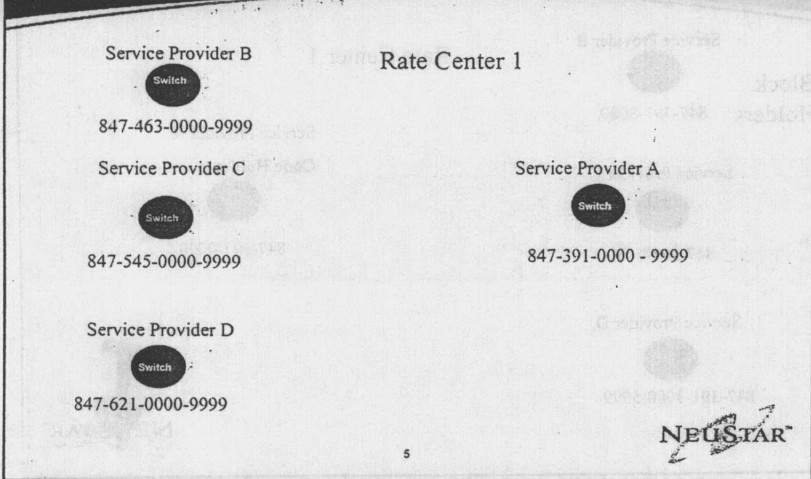 Rate Center 1
Service Provider B
Switch
847-463-0000-9999
Service Provider C
Switch
847-545-0000-9999
Service Provider A
Switch
847-391-0000 - 9999
Service Provider D
Switch
847-621-0000-9999
NEUSTAR
5